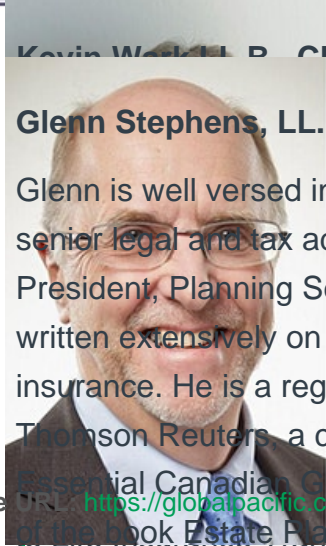 Kevin Wark LL.B., CL
Glenn Stephens, LL.
Glenn is well versed in
senior legal and tax ad
President, Planning Se
written extensively on
insurance. He is a reg
Thomson Reuters, a c
Essential Canadian G
URL: https://globalpacific.c
of the book Estate Pla